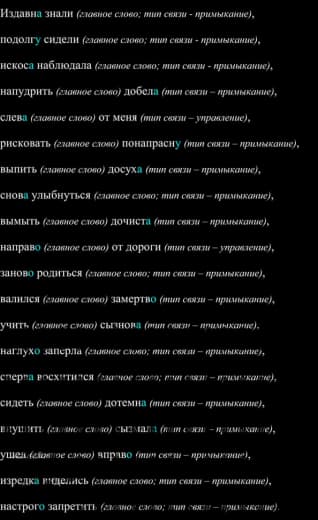 Издавна знали (главное слово; тип связи - примыкание),
подолгу сидели (главное слово; тип связи - примыкание),
искоса наблюдала (главное слово; тип связи - примыкание),
напудрить (главное слово) добела (тип связи – примыкание),
слева (главное слово) от меня (тип связи – управление),
рисковать (главное слово) понапрасну (тип связи – примыкание),
выпить (главное слово) досуха (тип связи – примыкание),
снова улыбнуться (главное слово; тип связи – примыкание),
вымыть (главное слово) дочиста (тип связи – примыкание),
направо (главное слово) от дороги (тип связи – управление),
заново родиться (главное слово; тип связи – примыкание),
валился (главное слово) замертво (тип связи – примыкание),
учить (главное слово) сызнова (тип связи – примыкание),
наглухо заперла (главное слово; тип связи – примыкание),
сперва восхитился (главное слово; тип связи – примыкание),
сидеть (главное слово) дотемна (тип связи – примыкание),
внушить (главное слово) сызмала (тип связи – примыкание),
ушел (главное слово) вправо (тип связи – примыкание),
изредка виделись (главное слово; тип связи – примыкание),
настрого запретить (главное слово; тип связи – примыкание).